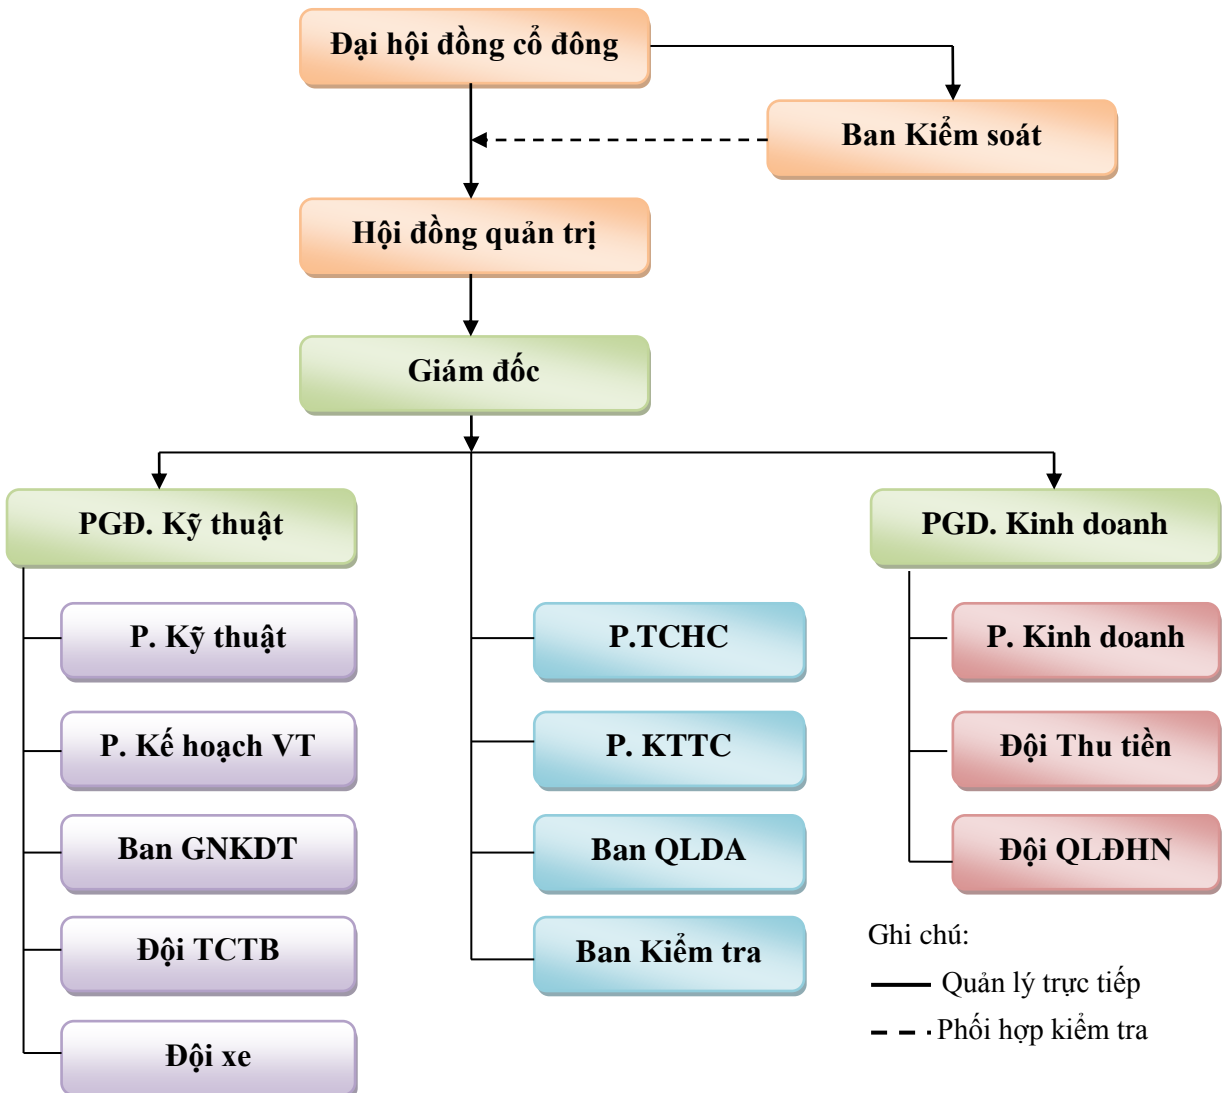 Đại hội đồng cổ đông
Ban Kiểm soát
Hội đồng quản trị
Giám đốc
PGĐ. Kỹ thuật
PGD. Kinh doanh
P. Kỹ thuật
P.TCHC
P. Kinh doanh
P. Kế hoạch VT
P. KTTC
Đội Thu tiền
Ban GNKDT
Ban QLDA
Đội QLĐHN
Đội TCTB
Ban Kiểm tra
Đội xe
Ghi chú:
Quản lý trực tiếp
Phối hợp kiểm tra